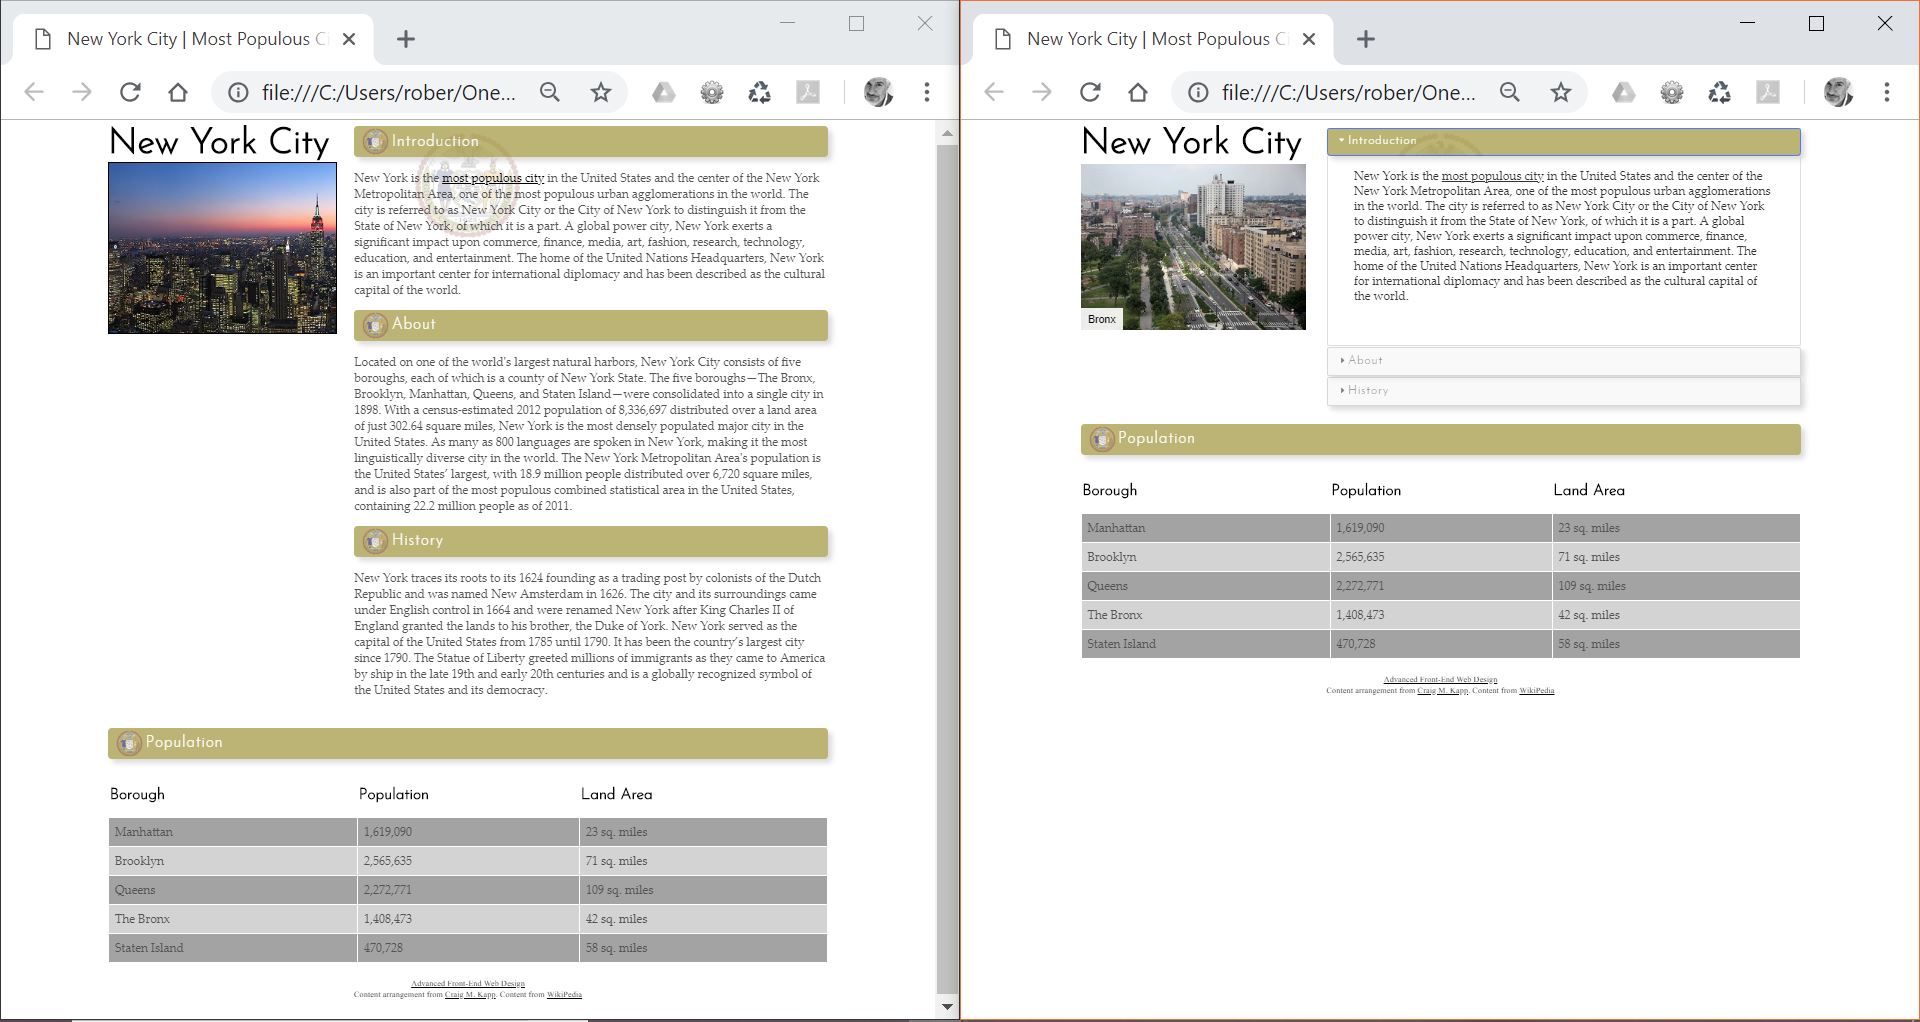 New York City | Most Populous Ci
file:///C:/Users/rober/One...
New York City
Introduction
New York is the most populous city in the United States and the center of the New York
Metropolitan Area, one of the most populous urban agglomerations in the world. The
city is referred to as New York City or the City of New York to distinguish it from the
State of New York, of which it is a part. A global power city, New York exerts a
significant impact upon commerce, finance, media, art, fashion, research, technology,
education, and entertainment. The home of the United Nations Headquarters, New York
is an important center for international diplomacy and has been described as the cultural
capital of the world.
About
Located on one of the world's largest natural harbors, New York City consists of five
boroughs, each of which is a county of New York State. The five boroughs—The Bronx,
Brooklyn, Manhattan, Queens, and Staten Island—were consolidated into a single city in
1898. With a census-estimated 2012 population of 8,336,697 distributed over a land area
of just 302.64 square miles, New York is the most densely populated major city in the
United States. As many as 800 languages are spoken in New York, making it the most
linguistically diverse city in the world. The New York Metropolitan Area's population is
the United States' largest, with 18.9 million people distributed over 6,720 square miles,
and is also part of the most populous combined statistical area in the United States,
containing 22.2 million people as of 2011.
History
New York traces its roots to its 1624 founding as a trading post by colonists of the Dutch
Republic and was named New Amsterdam in 1626. The city and its surroundings came
under English control in 1664 and were renamed New York after King Charles II of
England granted the lands to his brother, the Duke of York. New York served as the
capital of the United States from 1785 until 1790. It has been the country's largest city
since 1790. The Statue of Liberty greeted millions of immigrants as they came to America
by ship in the late 19th and early 20th centuries and is a globally recognized symbol of
the United States and its democracy.
Population
Borough Population Land Area
Manhattan 1,619,090 23 sq. miles
Brooklyn 2,565,635 71 sq. miles
Queens 2,272,771 109 sq. miles
The Bronx 1,408,473 42 sq. miles
Staten Island 470,728 58 sq. miles
Advanced Front-End Web Design
Content arrangement from Craig M. Kapp. Content from WikiPedia
New York City | Most Populous Ci
file:///C:/Users/rober/One...
New York City
Bronx
Introduction
New York is the most populous city in the United States and the center of the
New York Metropolitan Area, one of the most populous urban agglomerations
in the world. The city is referred to as New York City or the City of New York
to distinguish it from the State of New York, of which it is a part. A global
power city, New York exerts a significant impact upon commerce, finance,
media, art, fashion, research, technology, education, and entertainment. The
home of the United Nations Headquarters, New York is an important center
for international diplomacy and has been described as the cultural capital of
the world.
About
History
Population
Borough Population Land Area
Manhattan 1,619,090 23 sq. miles
Brooklyn 2,565,635 71 sq. miles
Queens 2,272,771 109 sq. miles
The Bronx 1,408,473 42 sq. miles
Staten Island 470,728 58 sq. miles
Advanced Front-End Web Design
Content arrangement from Craig M. Kapp. Content from WikiPedia